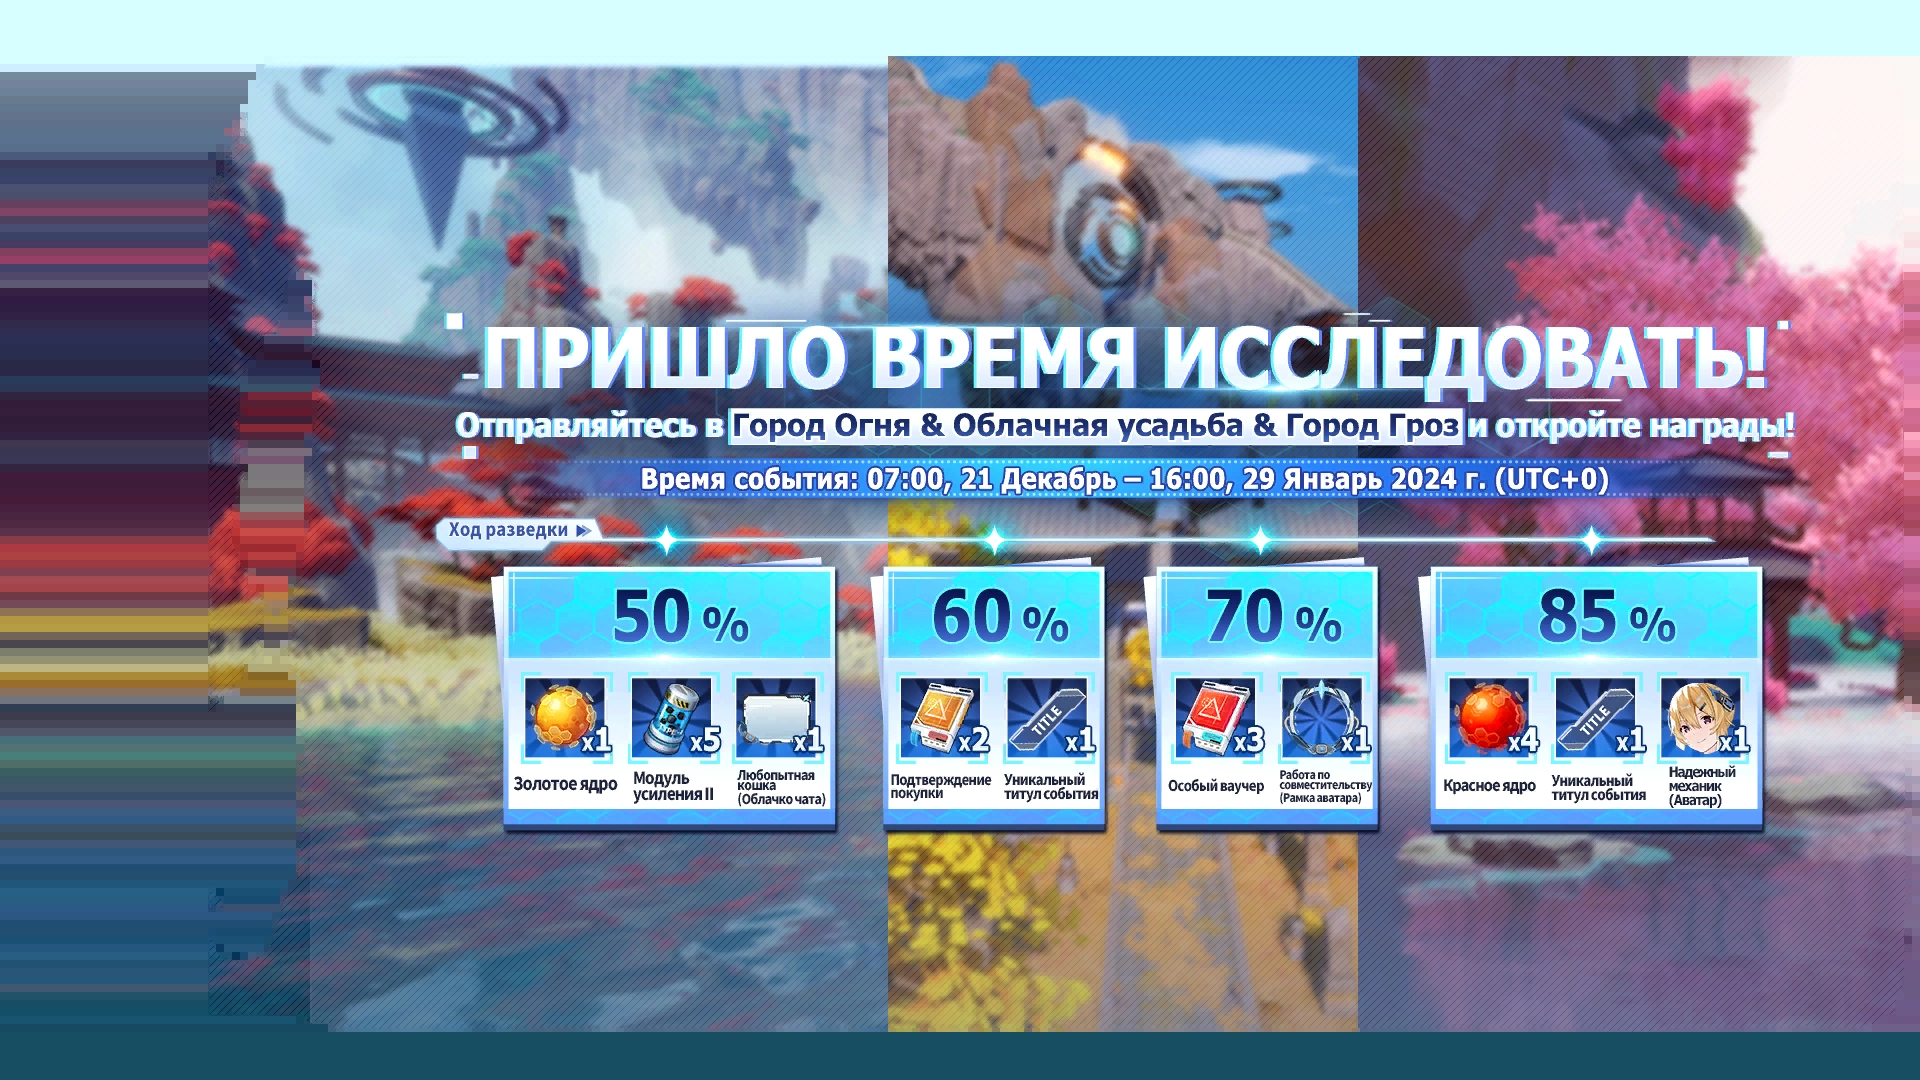 ПРИШЛО ВРЕМЯ ИССЛЕДОВАТЬ!
Отправляйтесь в Город Огня & Облачная усадьба & Город Гроз и откройте награды!
Время события: 07:00, 21 Декабрь – 16:00, 29 Январь 2024 г. (UTC+0)
Ход разведки
50 %
x1
x5
x1
Золотое ядро
Модуль
усиления II
Любопытная
кошка
(Облачко чата)
60 %
x2
TITLE
x1
Подтверждение
покупки
Уникальный
титул события
70 %
x3
x1
Особый ваучер
Работа по
совместительству
(Рамка аватара)
85 %
x4
TITLE
x1
x1
Красное ядро
Уникальный
титул события
Надежный
механик
(Аватар)